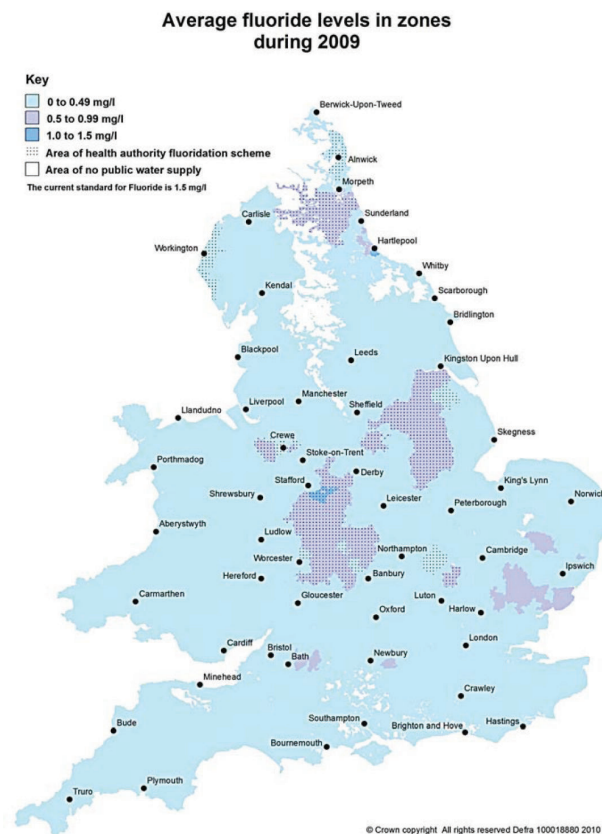 Average fluoride levels in zones
during 2009
Key
0 to 0.49 mg/l
0.5 to 0.99 mg/l
1.0 to 1.5 mg/l
Area of health authority fluoridation scheme
Area of no public water supply
The current standard for Fluoride is 1.5 mg/l
Berwick-Upon-Tweed
Alnwick
Morpeth
Carlisle
Sunderland
Workington
Hartlepool
Whitby
Kendal
Scarborough
Bridlington
Blackpool
Leeds
Kingston Upon Hull
Manchester
Liverpool
Sheffield
Llandudno
Crewe
Skegness
Stoke-on-Trent
Porthmadog
Derby
Stafford
King's Lynn
Shrewsbury
Leicester
Peterborough
Norwich
Aberystwyth
Ludlow
Worcester
Northampton
Cambridge
Hereford
Banbury
Ipswich
Carmarthen
Gloucester
Luton
Harlow
Oxford
Cardiff
Bristol
London
Bath
Newbury
Minehead
Crawley
Bude
Southampton
Brighton and Hove
Hastings
Bournemouth
Plymouth
Truro
© Crown copyright All rights reserved Defra 100018880 2010